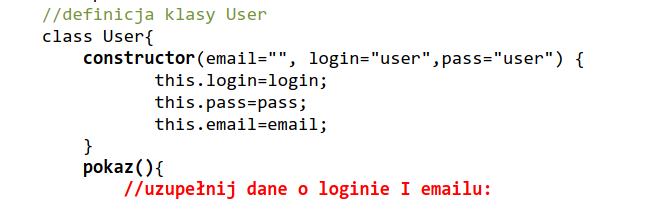 //definicja klasy User
class User{
constructor(email="", login="user",pass="user") {
this.login=login;
this.pass=pass;
this.email=email;
}
pokaz(){
//uzupełnij dane o loginie I emailu: